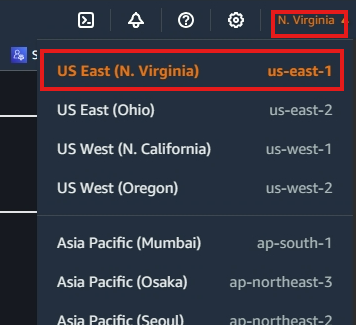 N. Virginia
S
US East (N. Virginia) us-east-1
US East (Ohio) us-east-2
US West (N. California) us-west-1
US West (Oregon) us-west-2
Asia Pacific (Mumbai) ap-south-1
Asia Pacific (Osaka) ap-northeast-3
Asia Pacific (Seoul) ap-northeast-2